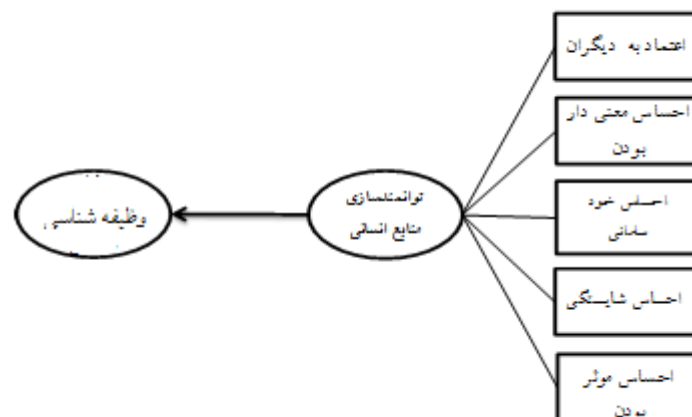 اعتماد به دیگران
احساس معنی دار
بودن
توانمندسازی
منابع انسانی
وظیفه شناسی
احساس خود
سامانی
احساس شایستگی
احساس موثر
بودن